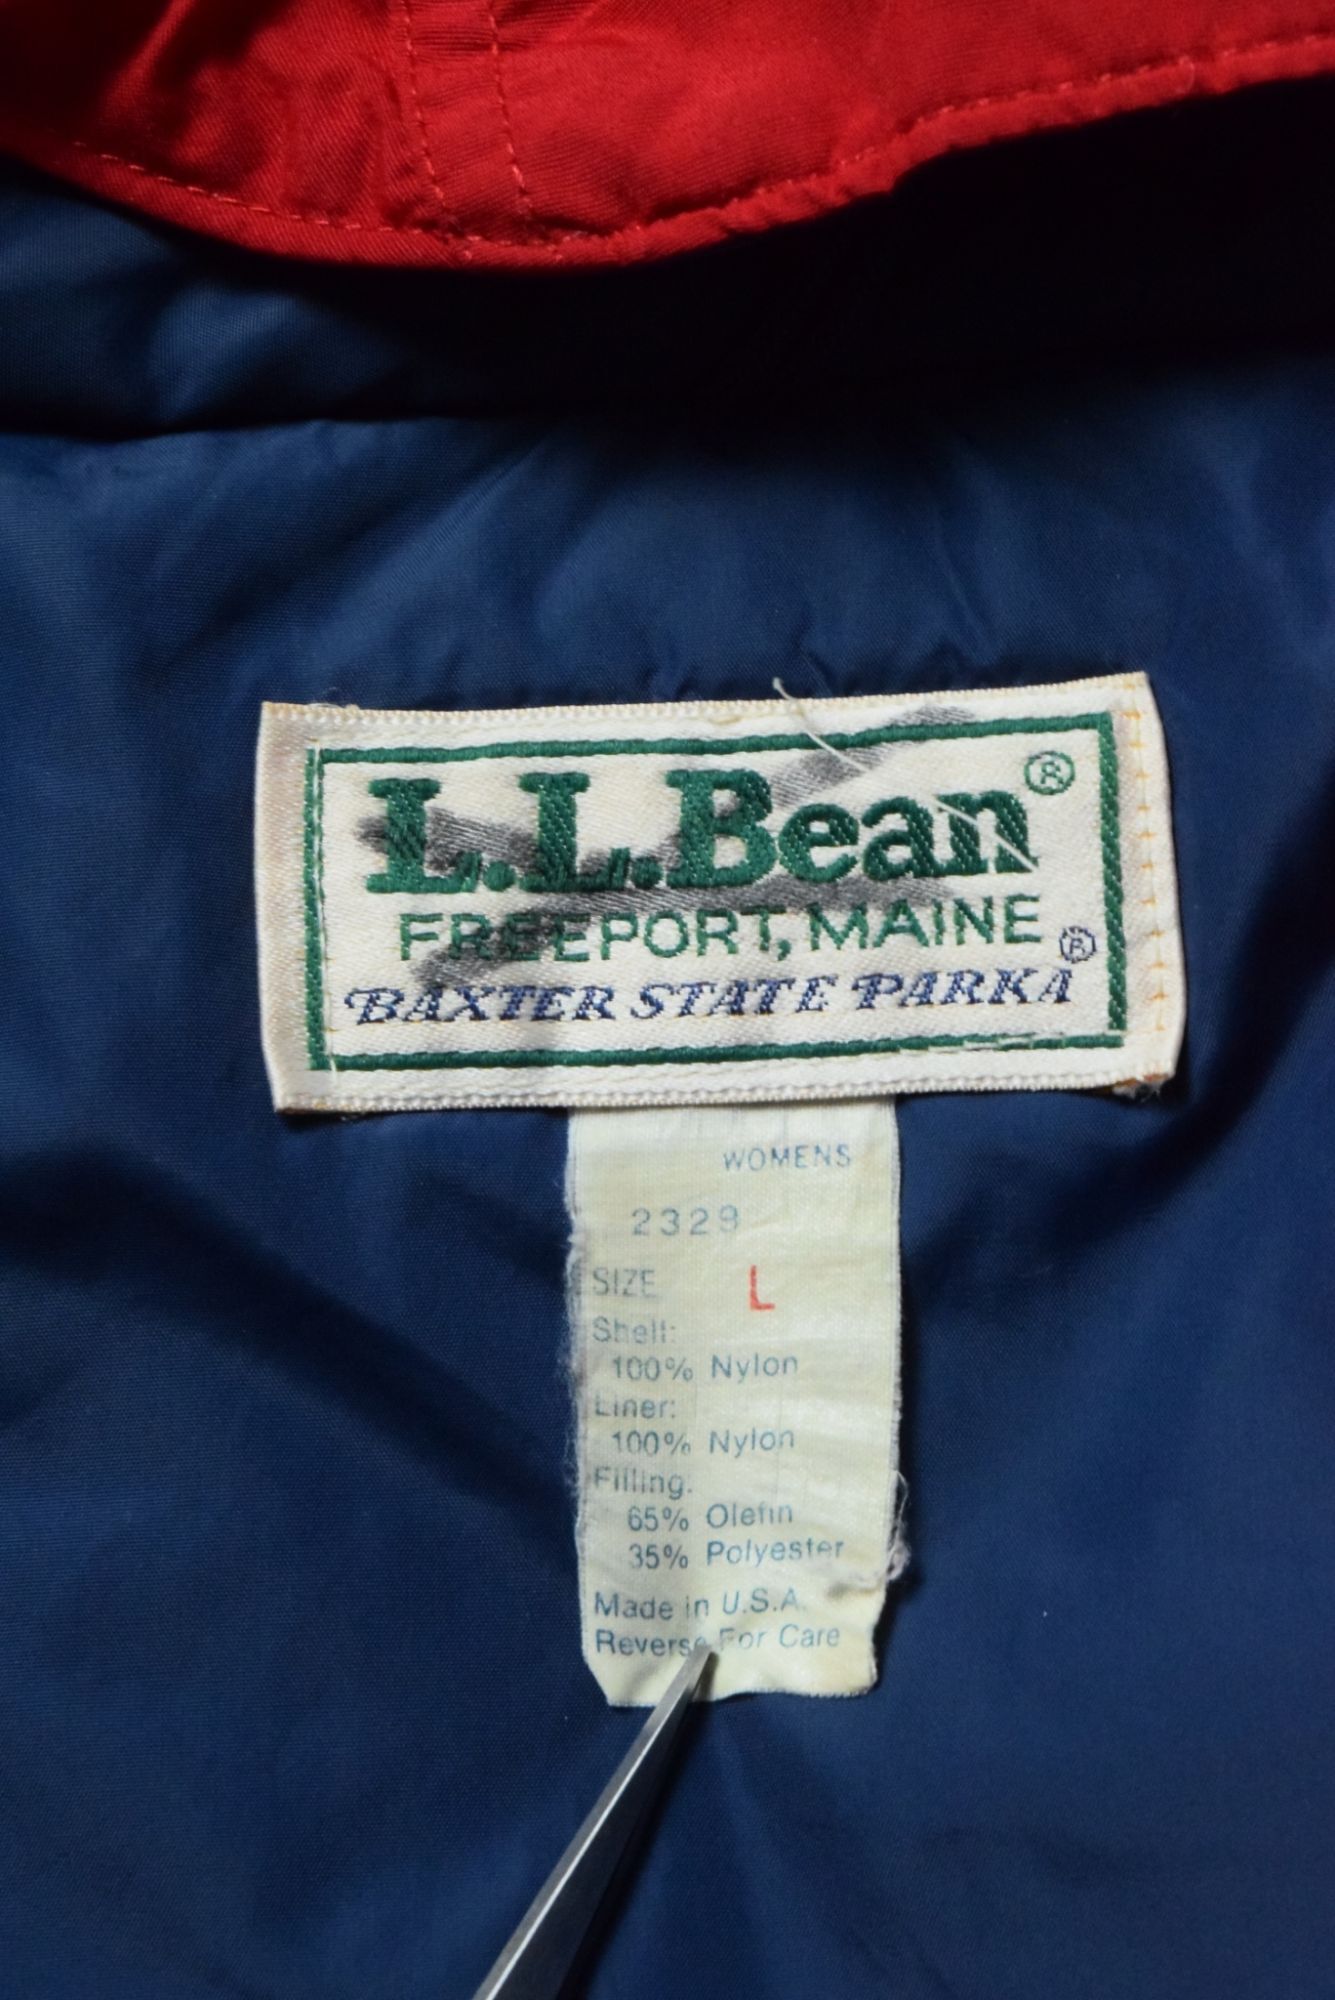 L.L.Bean®
FREEPORT, MAINE
BAXTER STATE PARKA®
WOMENS
2329
SIZE L
Shell:
100% Nylon
Liner:
100% Nylon
Filling:
65% Olefin
35% Polyester
Made in U.S.A.
Reverse For Care